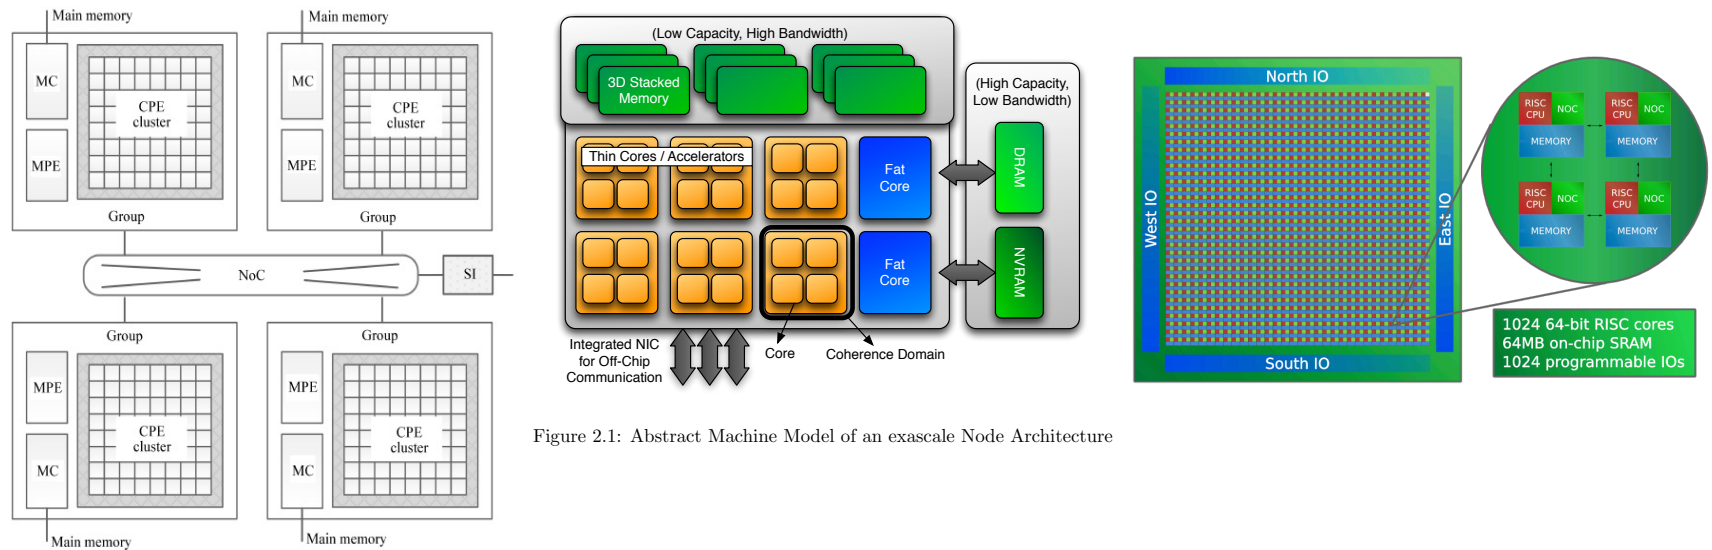 Main memory
MC
CPE
cluster
MPE
Group
Main memory
MC
CPE
cluster
MPE
Group
NoC
SI
Group
MPE
CPE
cluster
MC
Main memory
Group
MPE
CPE
cluster
MC
Main memory
(Low Capacity, High Bandwidth)
3D Stacked
Memory
Thin Cores / Accelerators
Fat
Core
Fat
Core
(High Capacity,
Low Bandwidth)
DRAM
NVRAM
Integrated NIC
for Off-Chip
Communication
Core
Coherence Domain
Figure 2.1: Abstract Machine Model of an exascale Node Architecture
North IO
West IO
East IO
South IO
RISC
CPU
NOC
MEMORY
RISC
CPU
NOC
MEMORY
RISC
CPU
NOC
MEMORY
RISC
CPU
NOC
MEMORY
1024 64-bit RISC cores
64MB on-chip SRAM
1024 programmable IOs